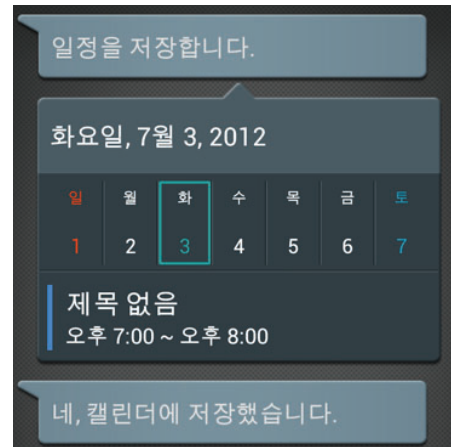 일정을 저장합니다.
화요일, 7월 3, 2012
일 월 화 수 목 금 토
1 2 3 4 5 6 7
제목 없음
오후 7:00 ~ 오후 8:00
네, 캘린더에 저장했습니다.